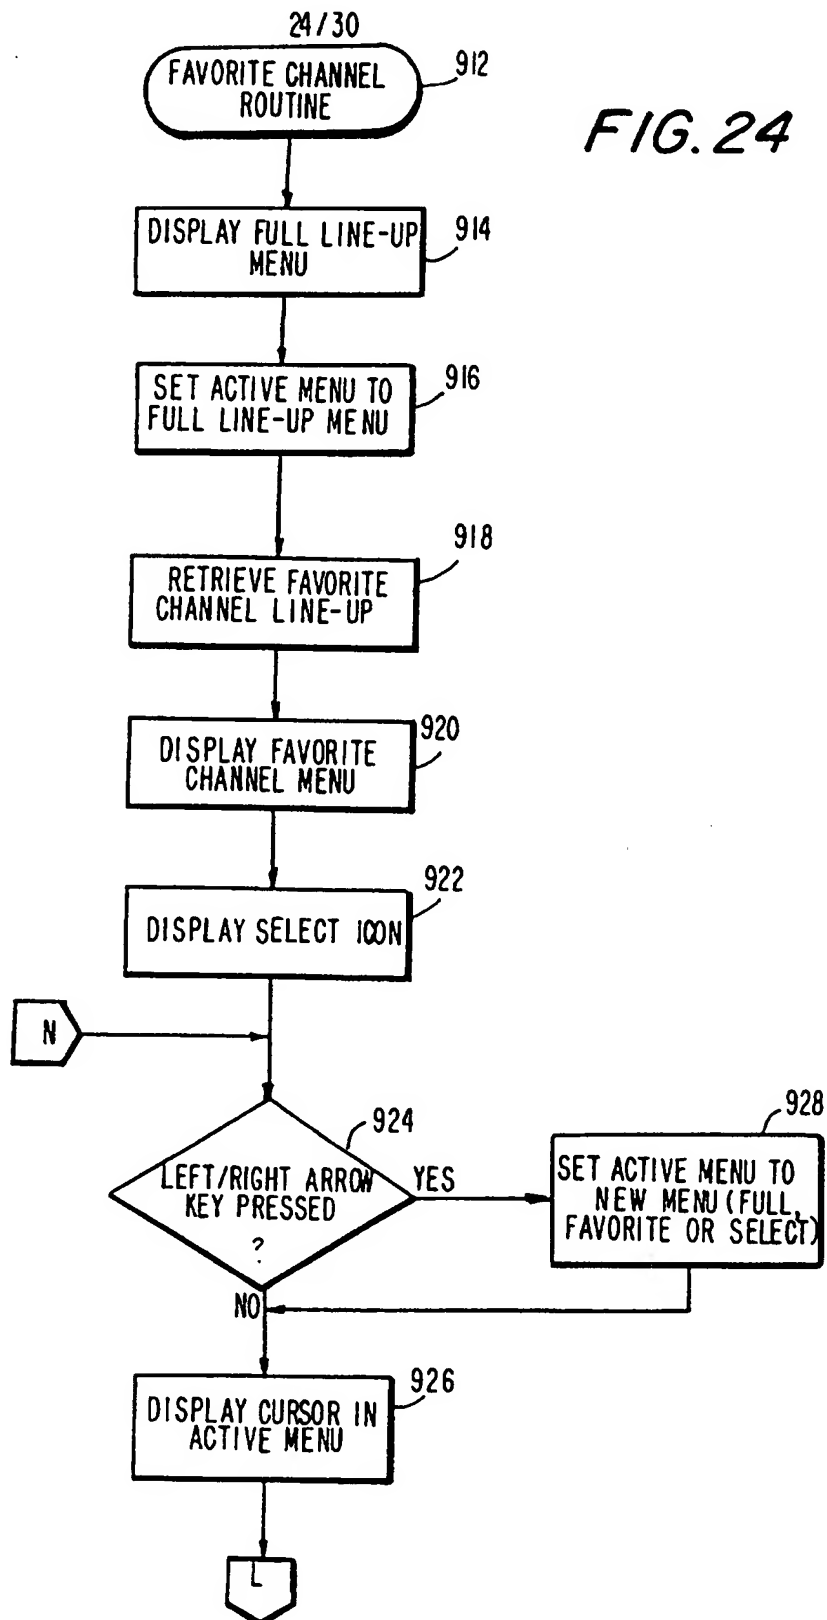 24/30
FAVORITE CHANNEL
ROUTINE
912
FIG. 24
DISPLAY FULL LINE-UP
MENU
914
SET ACTIVE MENU TO
FULL LINE-UP MENU
916
RETRIEVE FAVORITE
CHANNEL LINE-UP
918
DISPLAY FAVORITE
CHANNEL MENU
920
DISPLAY SELECT ICON
922
N
LEFT/RIGHT ARROW
KEY PRESSED
?
924
YES
SET ACTIVE MENU TO
NEW MENU (FULL,
FAVORITE OR SELECT)
928
NO
DISPLAY CURSOR IN
ACTIVE MENU
926
L